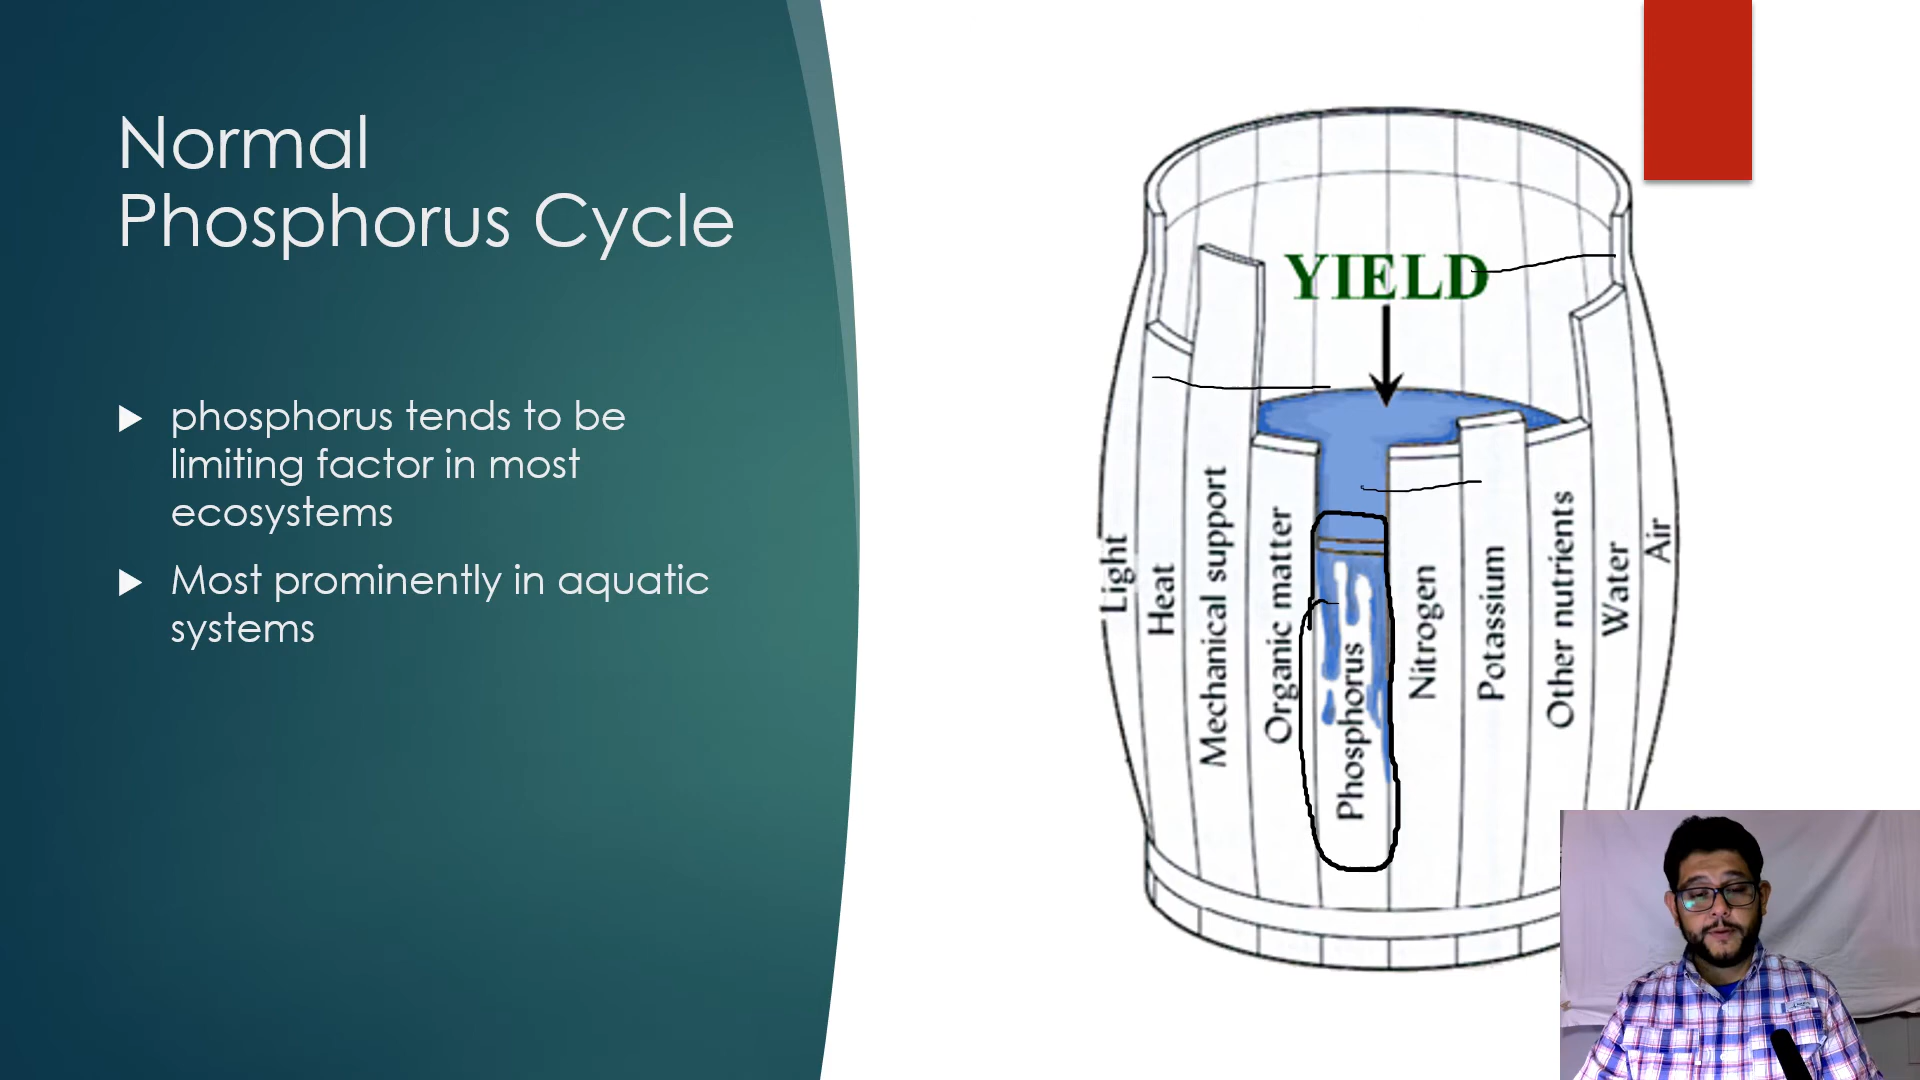 Normal
Phosphorus Cycle
phosphorus tends to be
limiting factor in most
ecosystems
Most prominently in aquatic
systems
YIELD
Light
Heat
Mechanical support
Organic matter
Phosphorus
Nitrogen
Potassium
Other nutrients
Water
Air